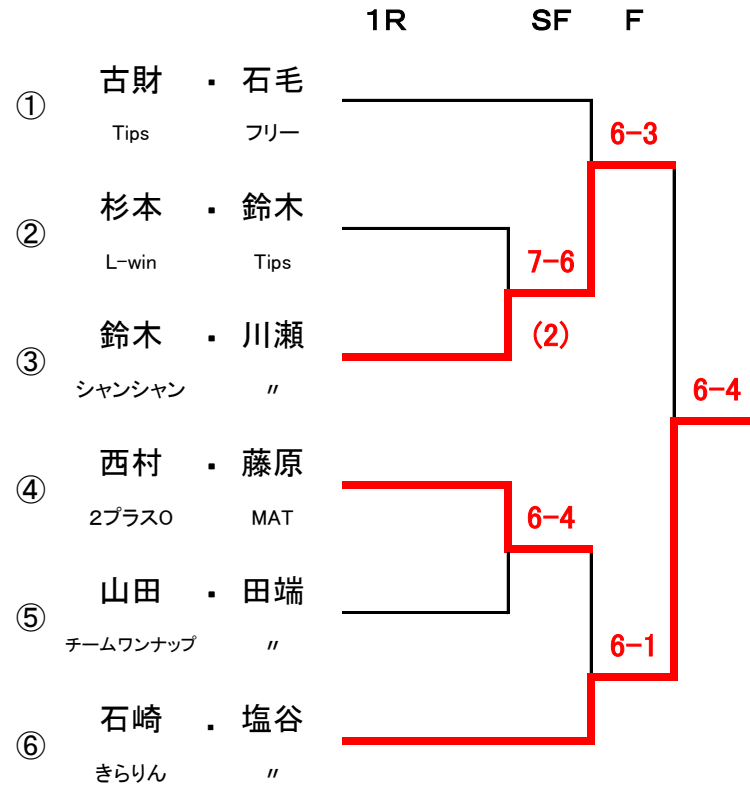 1R SF F
① 古財 ・ 石毛
Tips フリー
6-3
② 杉本 ・ 鈴木
L-win Tips
7-6
③ 鈴木 ・ 川瀬
(2)
シャンシャン 〃
6-4
④ 西村 ・ 藤原
2プラスO MAT
6-4
⑤ 山田 ・ 田端
チームワンナップ 〃
6-1
⑥ 石崎 ・ 塩谷
きらりん 〃